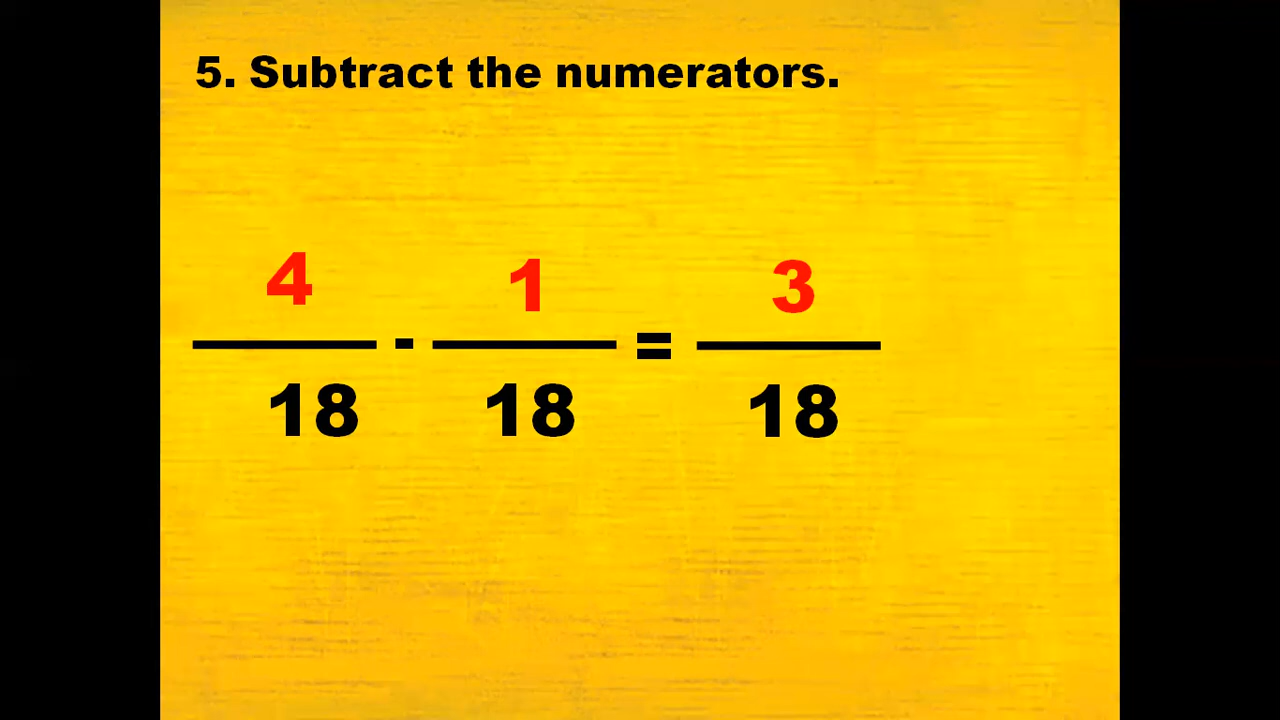 5. Subtract the numerators.
4 1 3
- =
18 18 18